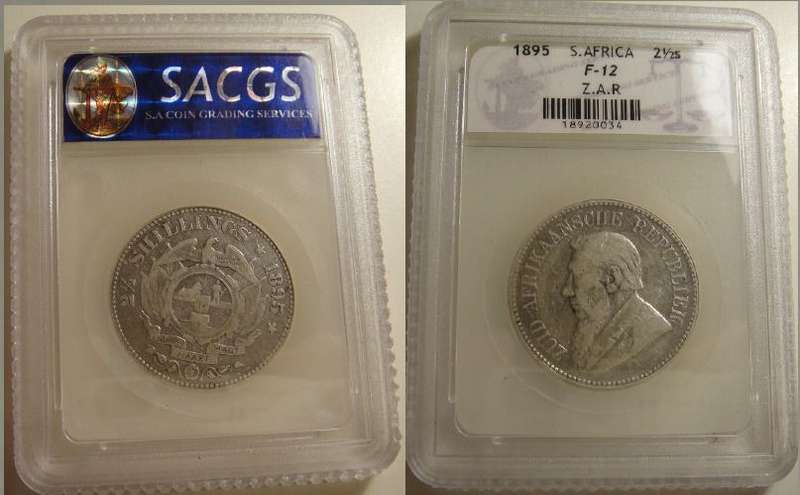 SACGS
S.A COIN GRADING SERVICES
2½ SHILLINGS 1895
MAAKT MAGT
1895 S.AFRICA 2½s
F-12
Z.A.R
18920034
ZUID AFRIKAANSCHE REPUBLIEK